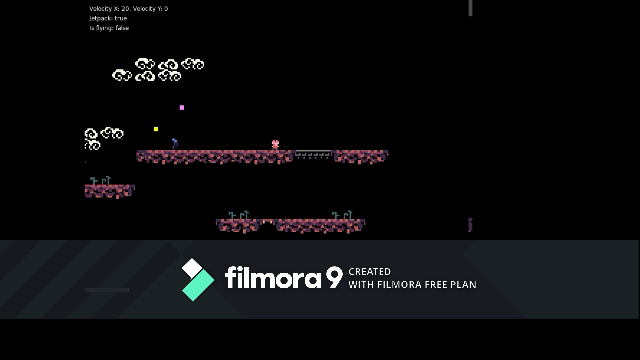 Velocity X: 20, Velocity Y: 0
Jetpack: true
Is flying: false
filmora 9
CREATED
WITH FILMORA FREE PLAN